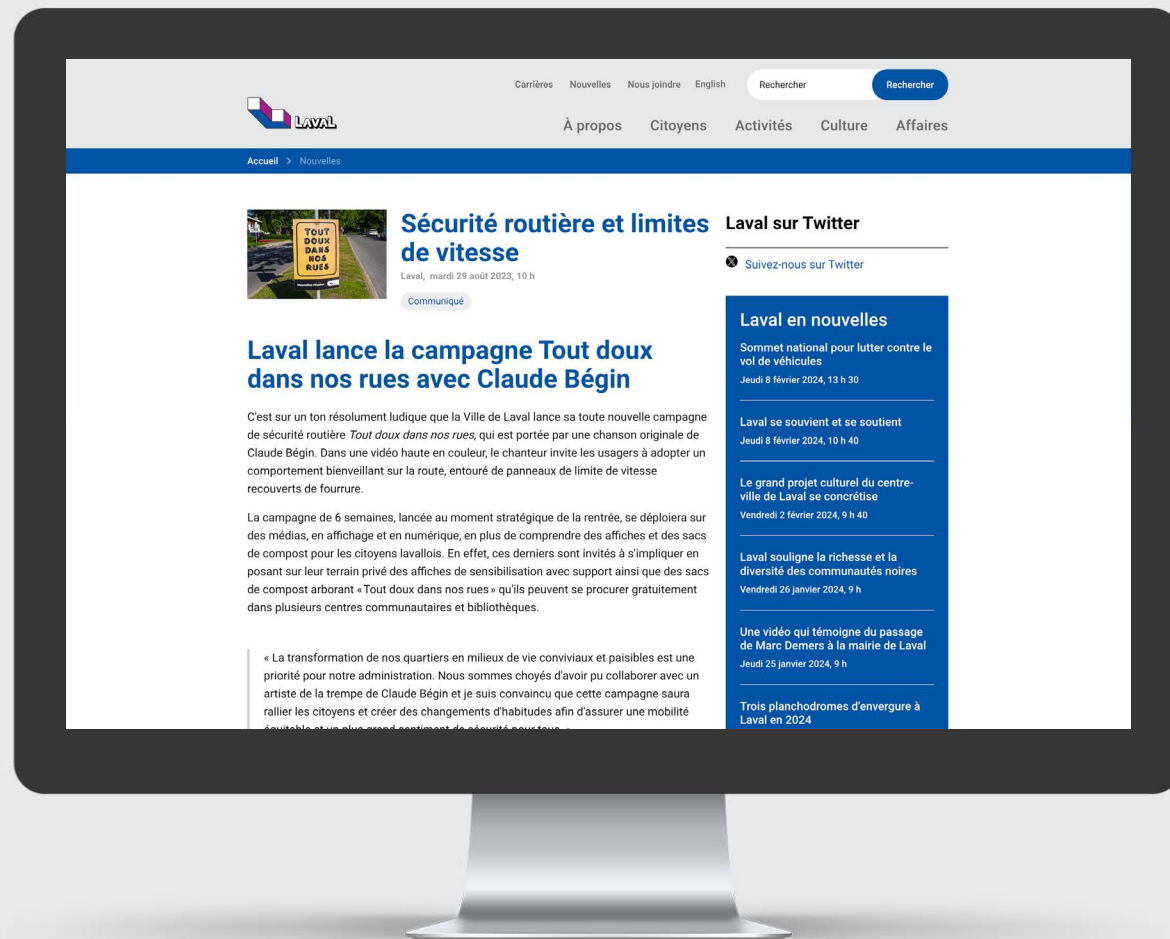 Carrières Nouvelles Nous joindre English Rechercher Rechercher
LAVAL
À propos Citoyens Activités Culture Affaires
Accueil > Nouvelles
TOUT
DOUX
DANS
NOS
RUES
Sécurité routière et limites
de vitesse
Laval, mardi 29 août 2023, 10 h
Communiqué
Laval lance la campagne Tout doux
dans nos rues avec Claude Bégin
C'est sur un ton résolument ludique que la Ville de Laval lance sa toute nouvelle campagne
de sécurité routière Tout doux dans nos rues, qui est portée par une chanson originale de
Claude Bégin. Dans une vidéo haute en couleur, le chanteur invite les usagers à adopter un
comportement bienveillant sur la route, entouré de panneaux de limite de vitesse
recouverts de fourrure.
La campagne de 6 semaines, lancée au moment stratégique de la rentrée, se déploiera sur
des médias, en affichage et en numérique, en plus de comprendre des affiches et des sacs
de compost pour les citoyens lavallois. En effet, ces derniers sont invités à s'impliquer en
posant sur leur terrain privé des affiches de sensibilisation avec support ainsi que des sacs
de compost arborant « Tout doux dans nos rues » qu'ils peuvent se procurer gratuitement
dans plusieurs centres communautaires et bibliothèques.
« La transformation de nos quartiers en milieux de vie conviviaux et paisibles est une
priorité pour notre administration. Nous sommes choyés d'avoir pu collaborer avec un
artiste de la trempe de Claude Bégin et je suis convaincu que cette campagne saura
rallier les citoyens et créer des changements d'habitudes afin d'assurer une mobilité
équitable et un plus grand sentiment de sécurité pour tous. »
Laval sur Twitter
Suivez-nous sur Twitter
Laval en nouvelles
Sommet national pour lutter contre le
vol de véhicules
Jeudi 8 février 2024, 13 h 30
Laval se souvient et se soutient
Jeudi 8 février 2024, 10 h 40
Le grand projet culturel du centre-
ville de Laval se concrétise
Vendredi 2 février 2024, 9 h 40
Laval souligne la richesse et la
diversité des communautés noires
Vendredi 26 janvier 2024, 9 h
Une vidéo qui témoigne du passage
de Marc Demers à la mairie de Laval
Jeudi 25 janvier 2024, 9 h
Trois planchodromes d'envergure à
Laval en 2024